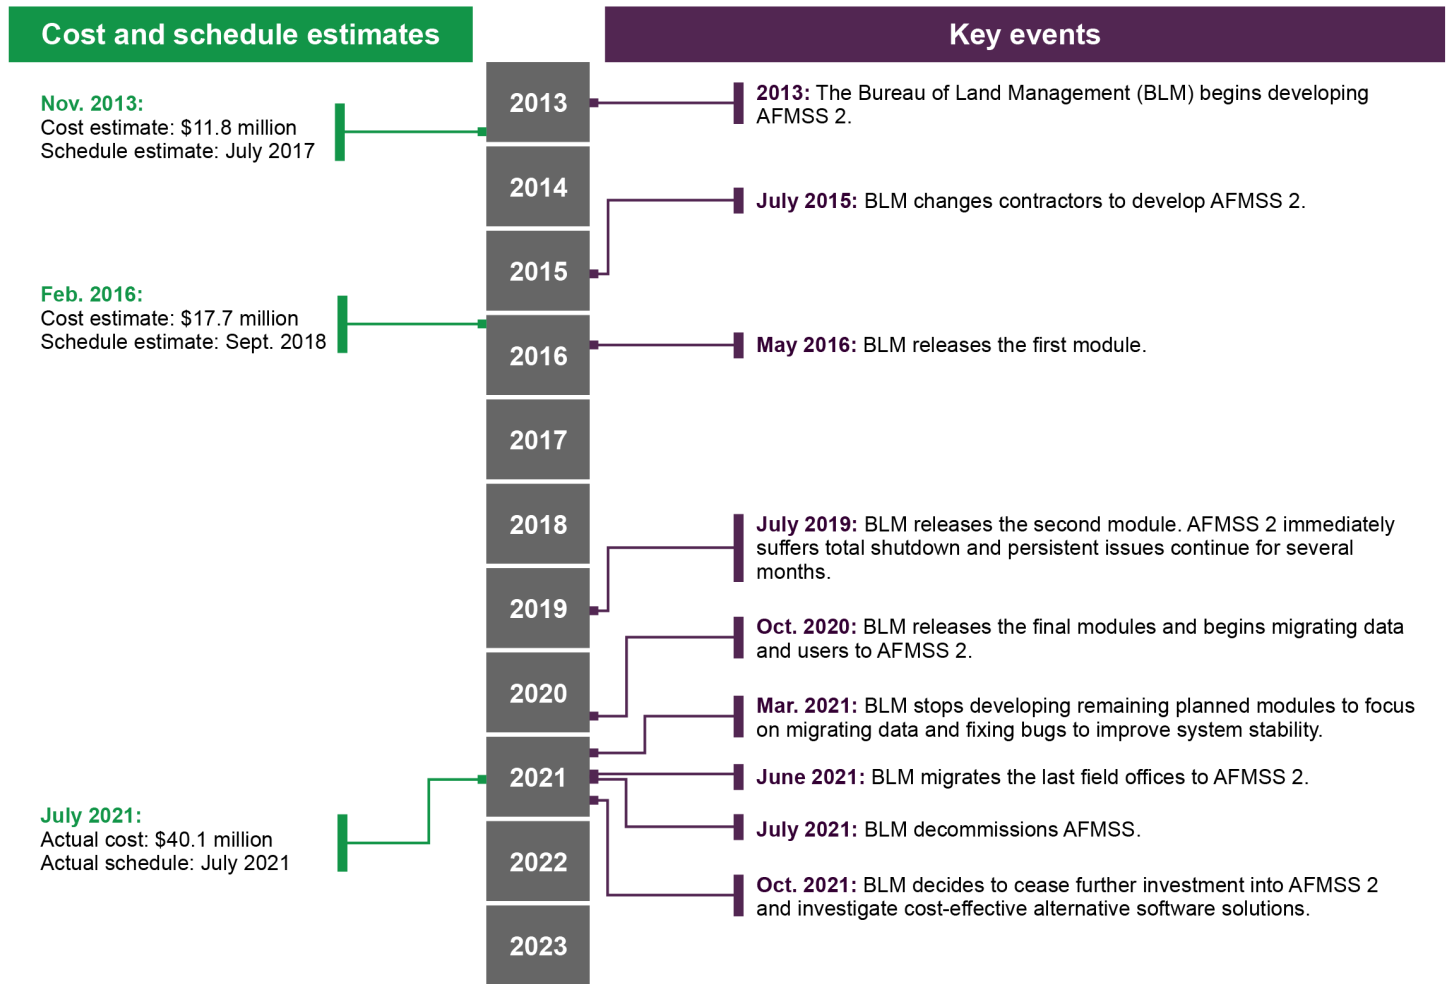 Cost and schedule estimates
Key events
Nov. 2013:
Cost estimate: $11.8 million
Schedule estimate: July 2017
Feb. 2016:
Cost estimate: $17.7 million
Schedule estimate: Sept. 2018
July 2021:
Actual cost: $40.1 million
Actual schedule: July 2021
2013
2014
2015
2016
2017
2018
2019
2020
2021
2022
2023
2013: The Bureau of Land Management (BLM) begins developing
AFMSS 2.
July 2015: BLM changes contractors to develop AFMSS 2.
May 2016: BLM releases the first module.
July 2019: BLM releases the second module. AFMSS 2 immediately
suffers total shutdown and persistent issues continue for several
months.
Oct. 2020: BLM releases the final modules and begins migrating data
and users to AFMSS 2.
Mar. 2021: BLM stops developing remaining planned modules to focus
on migrating data and fixing bugs to improve system stability.
June 2021: BLM migrates the last field offices to AFMSS 2.
July 2021: BLM decommissions AFMSS.
Oct. 2021: BLM decides to cease further investment into AFMSS 2
and investigate cost-effective alternative software solutions.